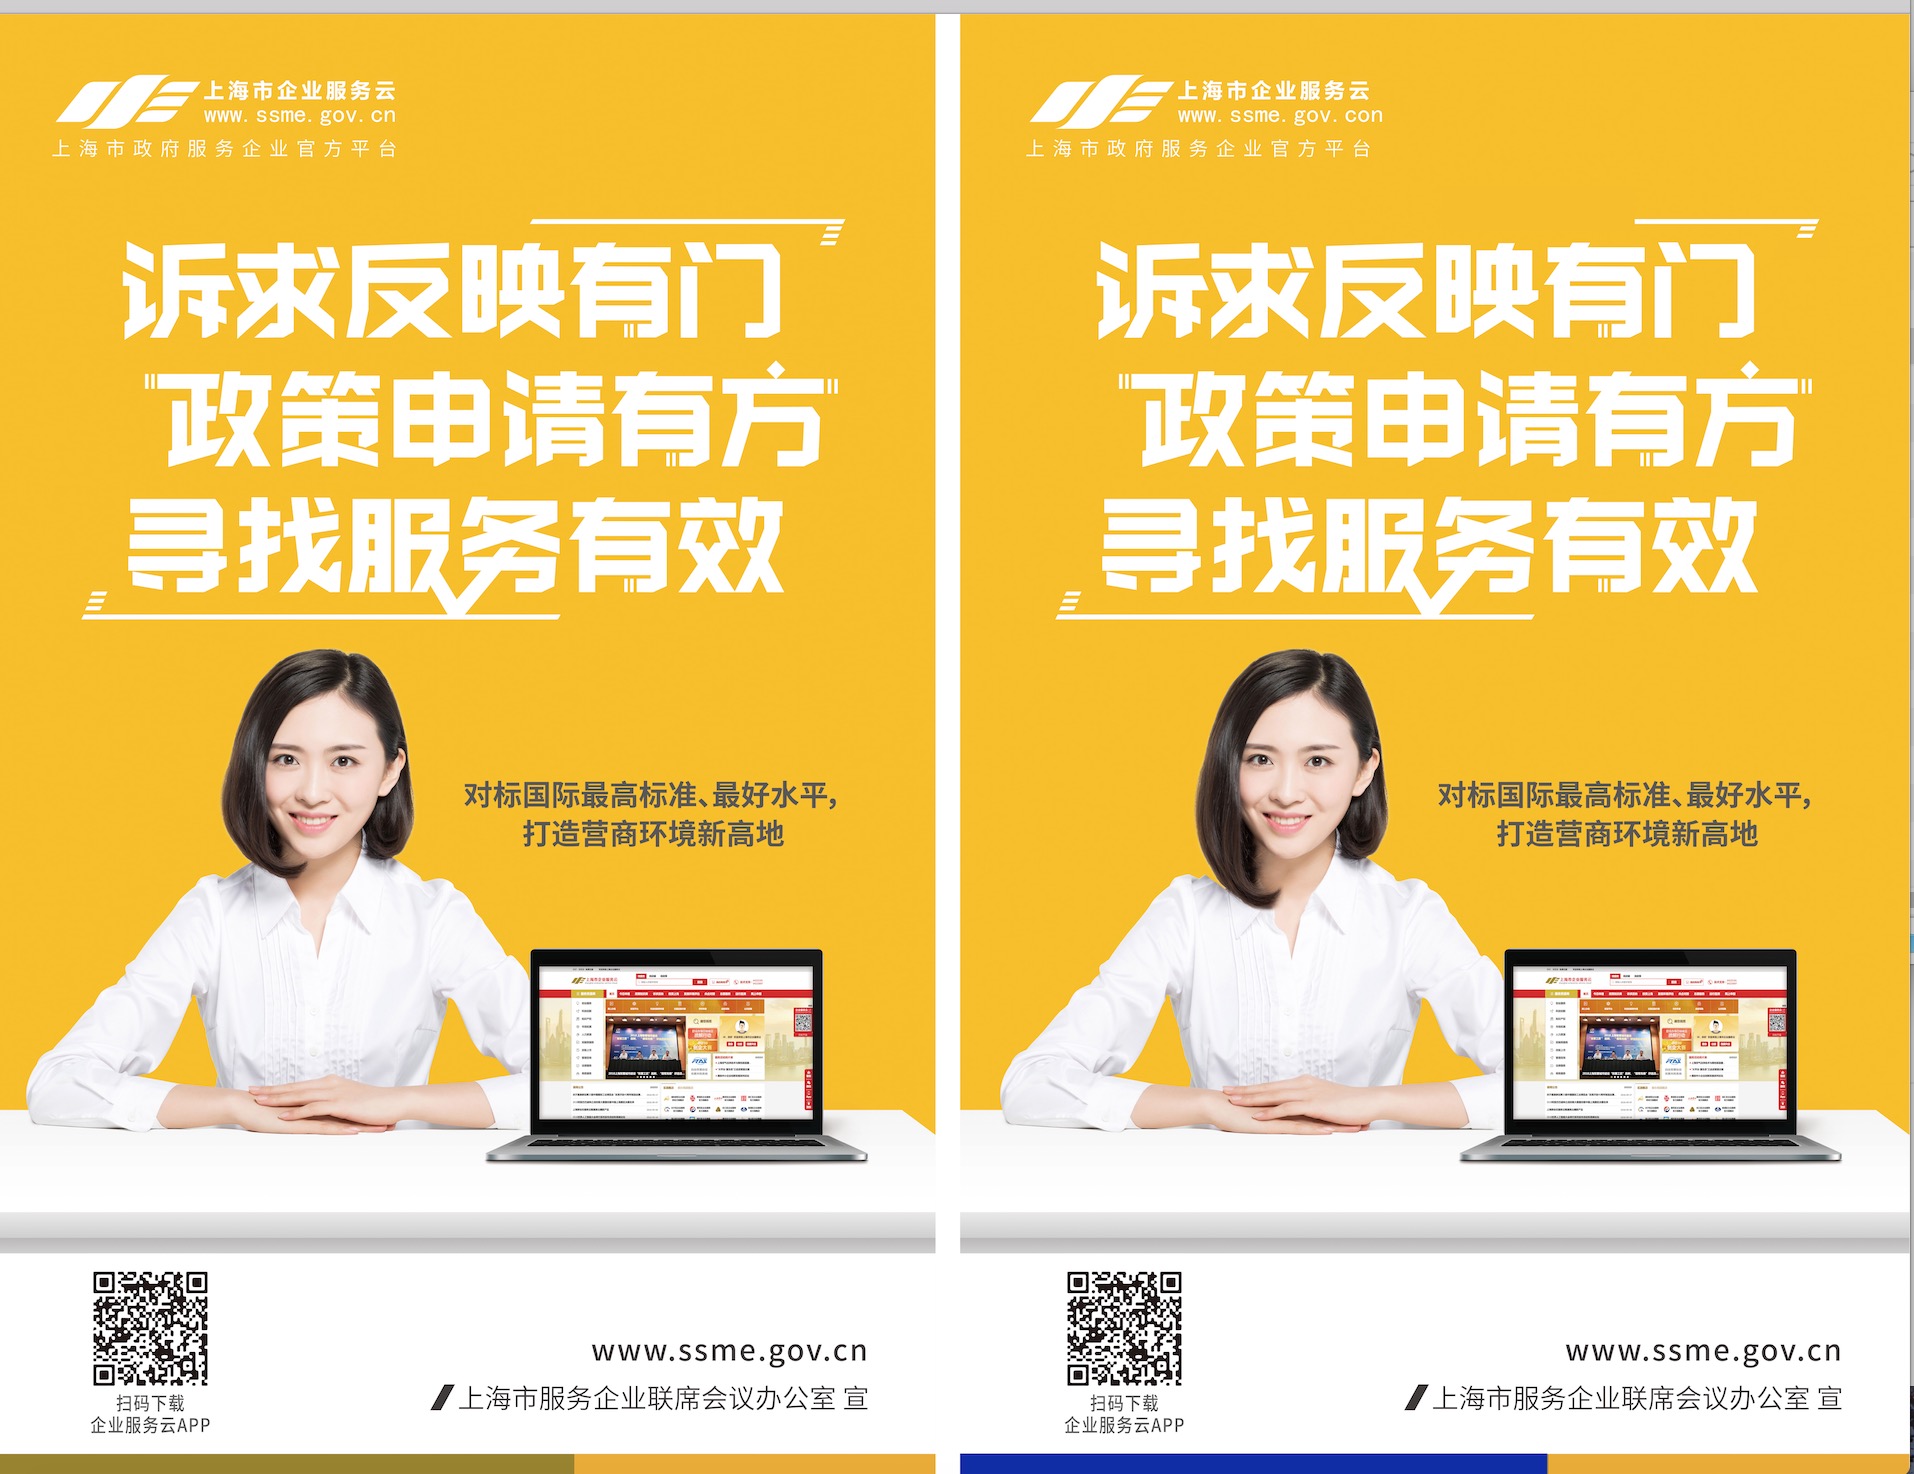 上海市企业服务云
www.ssme.gov.cn
上海市政府服务企业官方平台
诉求反映有门
"政策申请有方"
寻找服务有效
对标国际最高标准、最好水平,
打造营商环境新高地
扫码下载
企业服务云APP
www.ssme.gov.cn
上海市服务企业联席会议办公室 宣
上海市企业服务云
www.ssme.gov.con
上海市政府服务企业官方平台
诉求反映有门
"政策申请有方"
寻找服务有效
对标国际最高标准、最好水平,
打造营商环境新高地
扫码下载
企业服务云APP
www.ssme.gov.cn
上海市服务企业联席会议办公室 宣